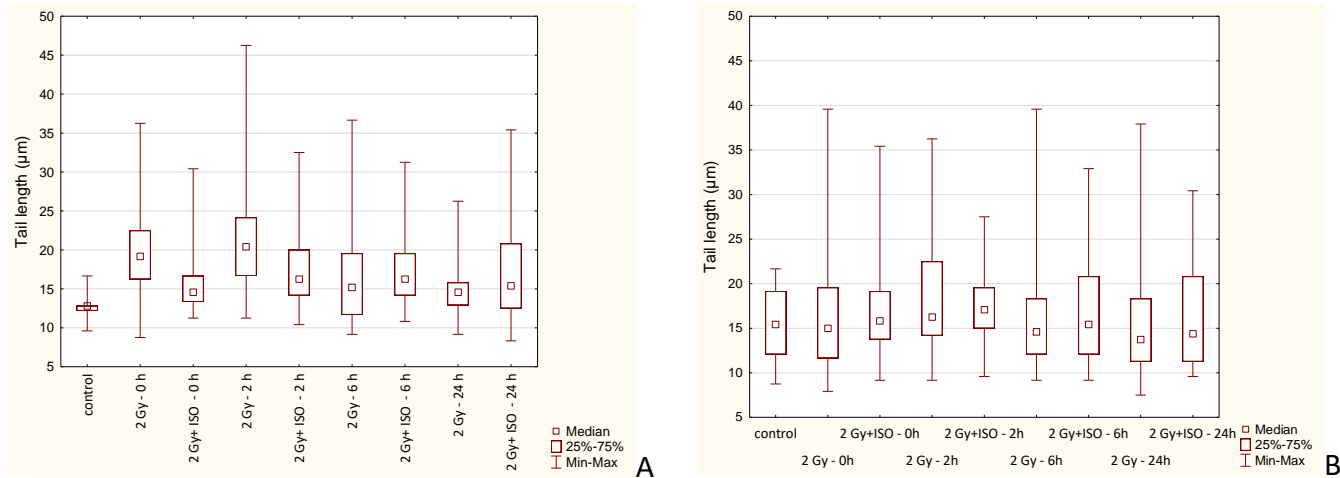 50
45
40
35
30
25
20
15
10
5
Tail length (µm)
control
2 Gy - 0 h
2 Gy+ ISO - 0 h
2 Gy - 2 h
2 Gy+ ISO - 2 h
2 Gy - 6 h
2 Gy+ ISO - 6 h
2 Gy - 24 h
2 Gy+ ISO - 24 h
Median
25%-75%
Min-Max
A
50
45
40
35
30
25
20
15
10
5
Tail length (µm)
control 2 Gy+ISO - 0h 2 Gy+ISO - 2h 2 Gy+ISO - 6h 2 Gy+ISO - 24h
2 Gy - 0h 2 Gy - 2h 2 Gy - 6h 2 Gy - 24h
Median
25%-75%
Min-Max
B